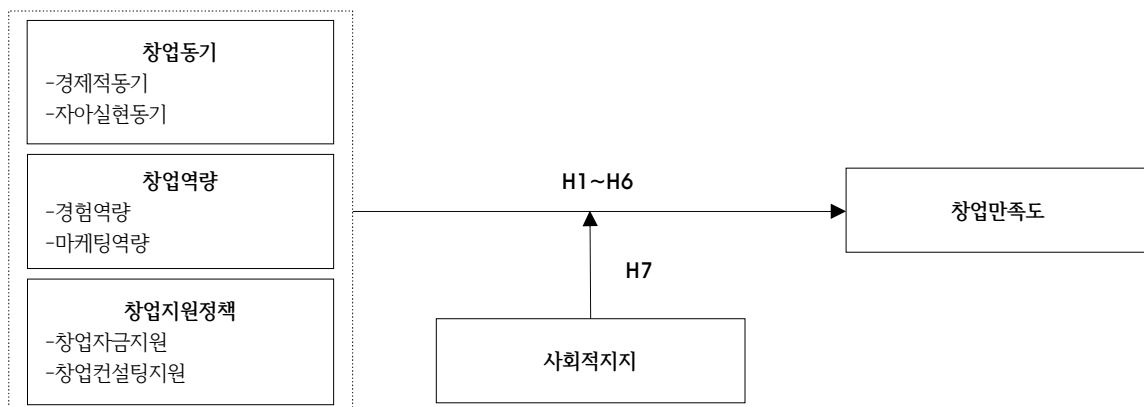 창업동기
-경제적동기
-자아실현동기
창업역량
-경험역량
-마케팅역량
창업지원정책
-창업자금지원
-창업컨설팅지원
H1~H6
H7
사회적지지
창업만족도